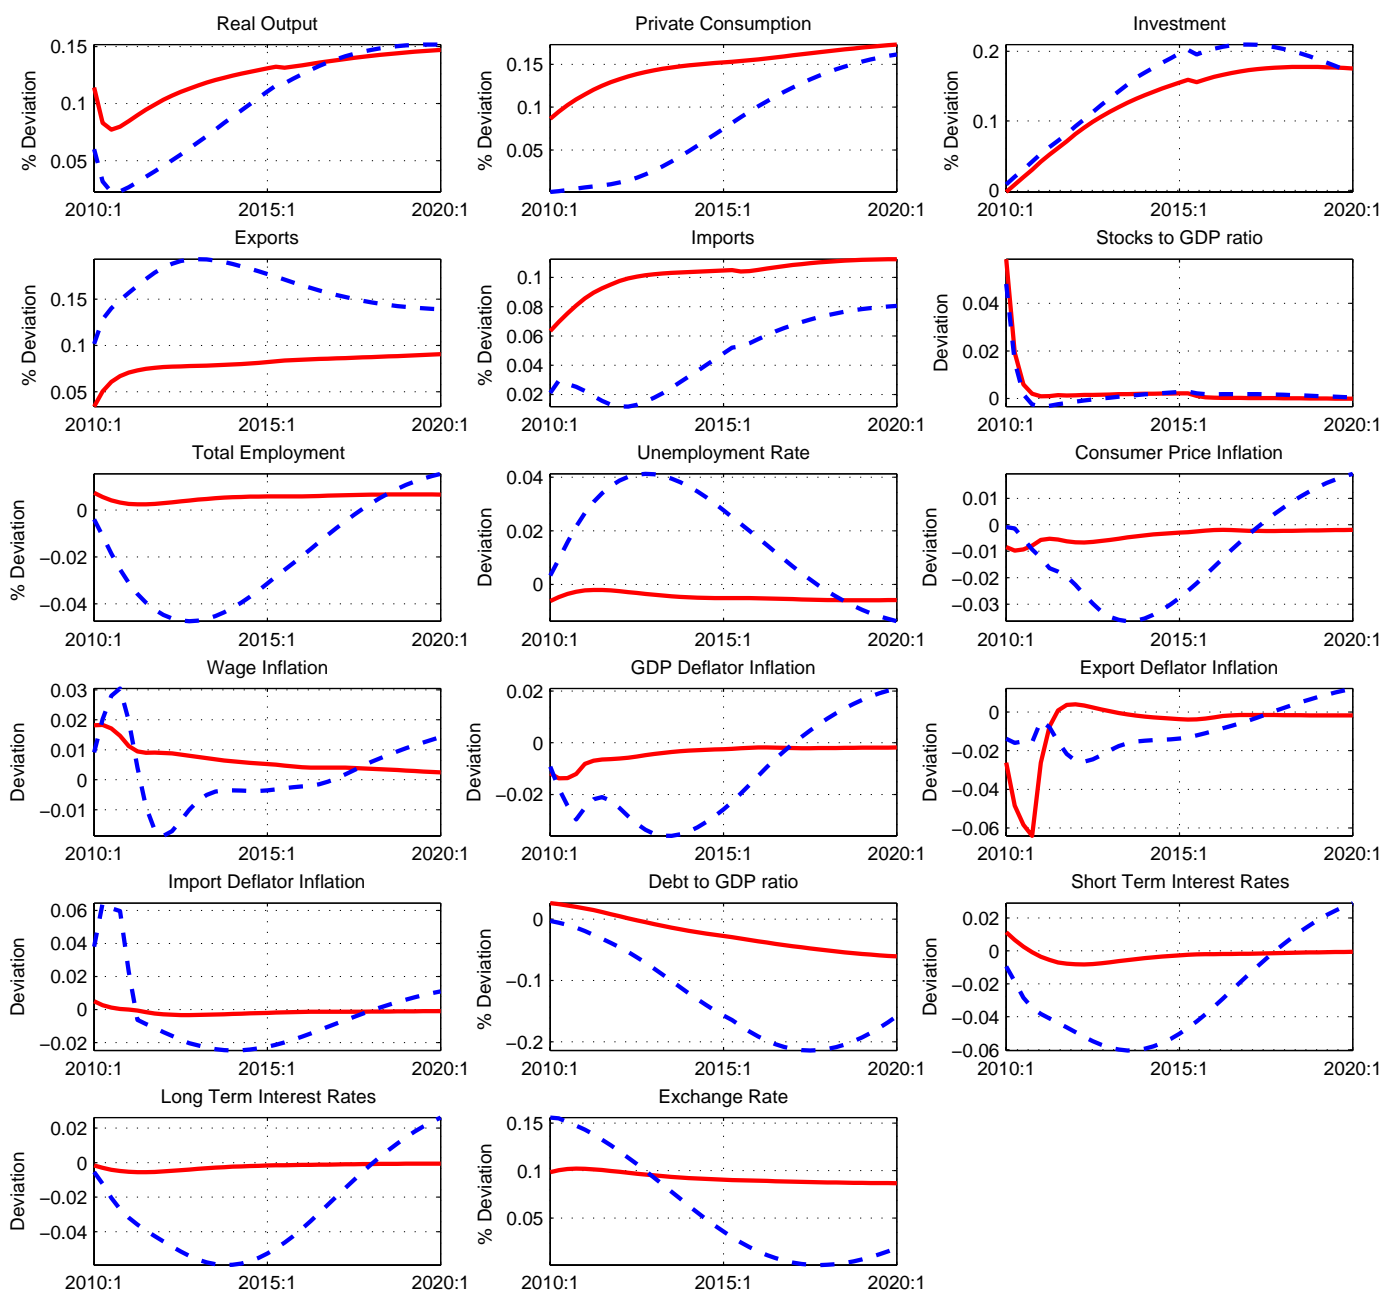 Real Output
% Deviation
0.15
0.1
0.05
2010:1 2015:1 2020:1
Private Consumption
0.15
0.1
0.05
2010:1 2015:1 2020:1
Investment
% Deviation
0.2
0.1
0
2010:1 2015:1 2020:1
Exports
% Deviation
0.15
0.1
0.05
2010:1 2015:1 2020:1
Imports
% Deviation
0.1
0.08
0.06
0.04
0.02
2010:1 2015:1 2020:1
Stocks to GDP ratio
Deviation
0.04
0.02
0
2010:1 2015:1 2020:1
Total Employment
% Deviation
0
−0.02
−0.04
2010:1 2015:1 2020:1
Unemployment Rate
Deviation
0.04
0.02
0
2010:1 2015:1 2020:1
Consumer Price Inflation
Deviation
0.01
0
−0.01
−0.02
−0.03
2010:1 2015:1 2020:1
Wage Inflation
Deviation
0.03
0.02
0.01
0
−0.01
2010:1 2015:1 2020:1
GDP Deflator Inflation
Deviation
0.02
0
−0.02
2010:1 2015:1 2020:1
Export Deflator Inflation
Deviation
0
−0.02
−0.04
−0.06
2010:1 2015:1 2020:1
Import Deflator Inflation
Deviation
0.06
0.04
0.02
0
−0.02
2010:1 2015:1 2020:1
Debt to GDP ratio
% Deviation
0
−0.1
−0.2
2010:1 2015:1 2020:1
Short Term Interest Rates
Deviation
0.02
0
−0.02
−0.04
−0.06
2010:1 2015:1 2020:1
Long Term Interest Rates
Deviation
0.02
0
−0.02
−0.04
2010:1 2015:1 2020:1
Exchange Rate
% Deviation
0.15
0.1
0.05
2010:1 2015:1 2020:1